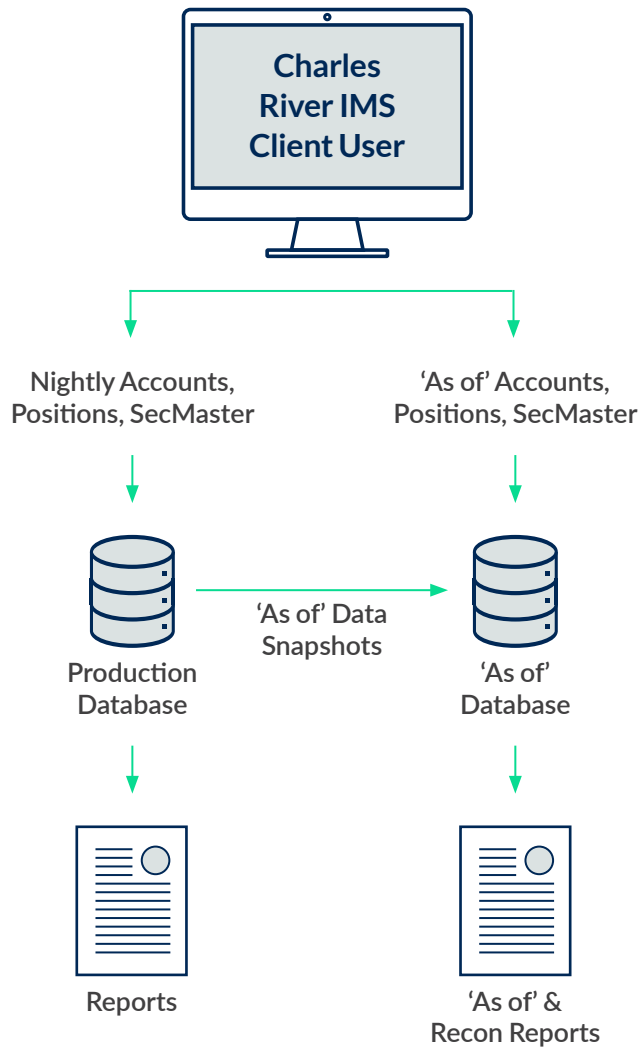 Charles
River IMS
Client User
Nightly Accounts,
Positions, SecMaster
‘As of’ Accounts,
Positions, SecMaster
‘As of’ Data
Snapshots
Production
Database
‘As of’
Database
Reports
‘As of’ &
Recon Reports